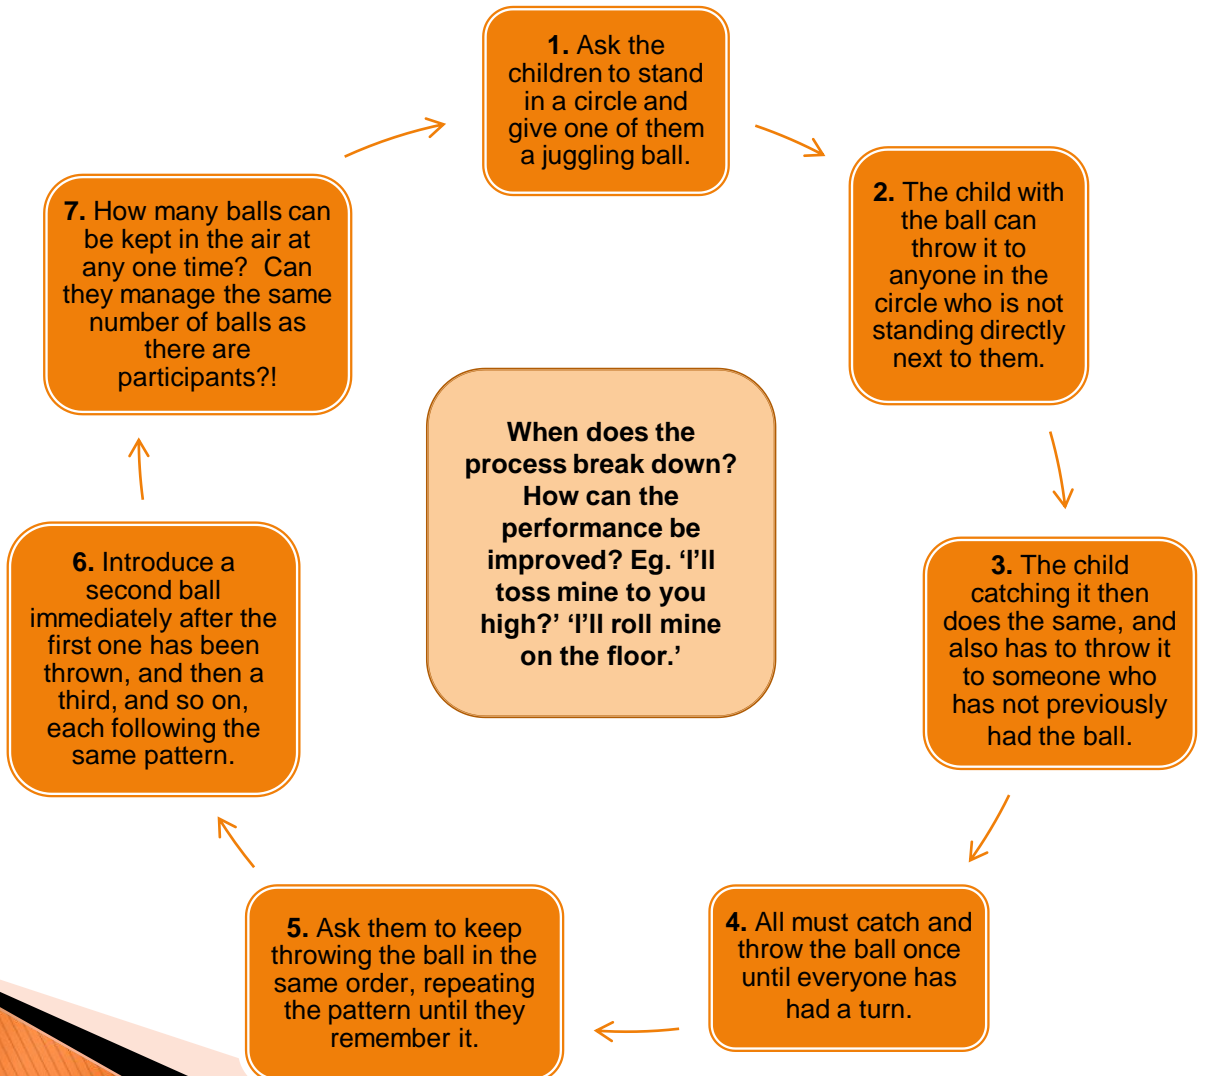 1. Ask the
children to stand
in a circle and
give one of them
a juggling ball.
2. The child with
the ball can
throw it to
anyone in the
circle who is not
standing directly
next to them.
3. The child
catching it then
does the same, and
also has to throw it
to someone who
has not previously
had the ball.
4. All must catch and
throw the ball once
until everyone has
had a turn.
5. Ask them to keep
throwing the ball in the
same order, repeating
the pattern until they
remember it.
6. Introduce a
second ball
immediately after the
first one has been
thrown, and then a
third, and so on,
each following the
same pattern.
7. How many balls can
be kept in the air at
any one time?  Can
they manage the same
number of balls as
there are
participants?!
When does the
process break down?
How can the
performance be
improved? Eg. ‘I’ll
toss mine to you
high?’ ‘I’ll roll mine
on the floor.’